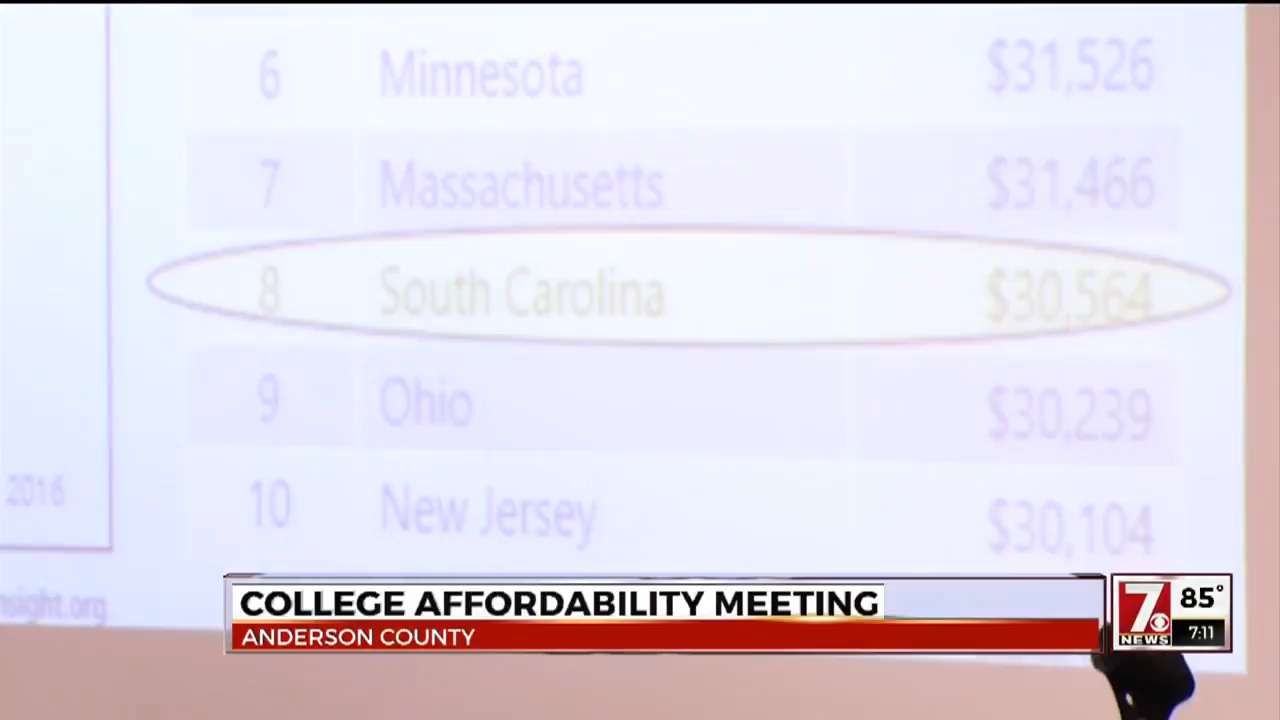 6 Minnesota $31,526
7 Massachusetts $31,466
8 South Carolina $30,564
9 Ohio $30,239
10 New Jersey $30,104
2016
COLLEGE AFFORDABILITY MEETING
ANDERSON COUNTY
7 NEWS
85°
7:11